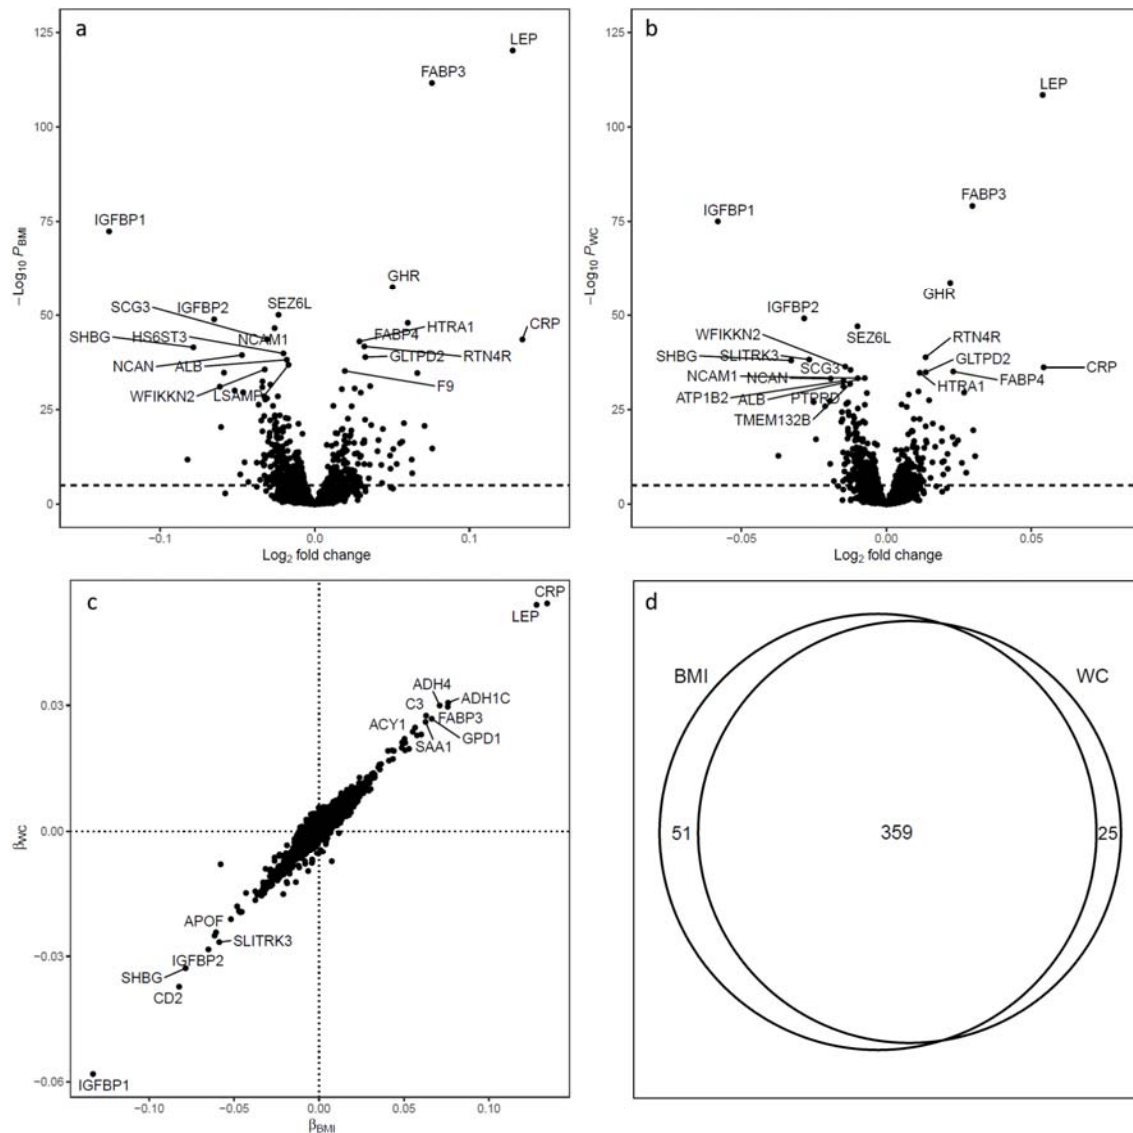 a
125
100
75
50
25
0
−Log10 PBMI
LEP
FABP3
IGFBP1
GHR
SCG3
IGFBP2
SEZ6L
SHBG
HS6ST3
NCAM1
FABP4
HTRA1
CRP
NCAN
ALB
GLTPD2
RTN4R
WFIKKN2
LSAMP
F9
−0.1
0.0
0.1
Log2 fold change
b
125
100
75
50
25
0
−Log10 PWC
LEP
FABP3
IGFBP1
GHR
IGFBP2
SEZ6L
WFIKKN2
RTN4R
SHBG
SLITRK3
SCG3
GLTPD2
CRP
NCAM1
NCAN
HTRA1
FABP4
ATP1B2
ALB
PTPRD
TMEM132B
−0.05
0.00
0.05
Log2 fold change
c
0.03
0.00
−0.03
−0.06
βWC
CRP
LEP
ADH4
ADH1C
C3
FABP3
ACY1
GPD1
SAA1
APOF
SLITRK3
IGFBP2
SHBG
CD2
IGFBP1
−0.10
−0.05
0.00
0.05
0.10
βBMI
d
BMI
WC
51
359
25